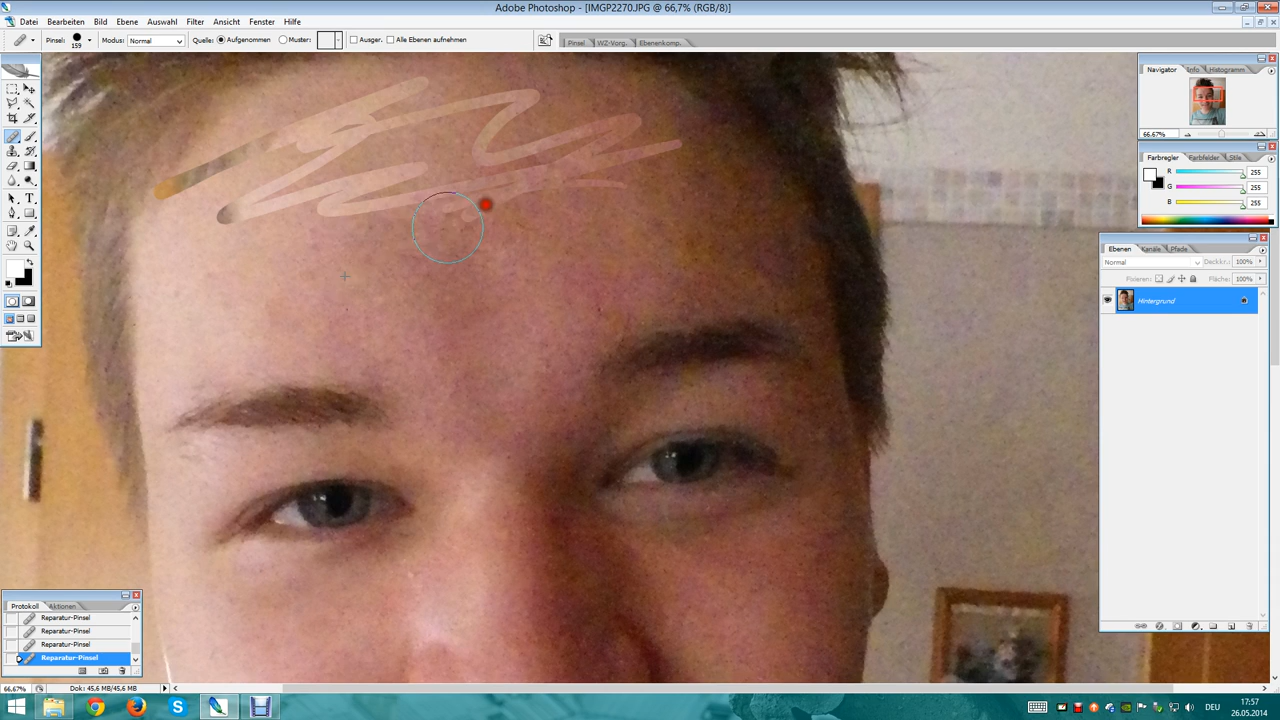 Adobe Photoshop - [IMGP2270.JPG @ 66,7% (RGB/8)]
Datei Bearbeiten Bild Ebene Auswahl Filter Ansicht Fenster Hilfe
Pinsel: 159 Modus: Normal Quelle: Aufgenommen Muster: Ausger. Alle Ebenen aufnehmen Pinsel WZ-Vorg. Ebenenkomp.
Navigator Info Histogramm
66.67%
Farbregler Farbfelder Stile
R 255
G 255
B 255
Ebenen Kanäle Pfade
Normal Deckkr.: 100%
Fixieren: Fläche: 100%
Hintergrund
Protokoll Aktionen
Reparatur-Pinsel
Reparatur-Pinsel
Reparatur-Pinsel
Reparatur-Pinsel
66,67% Dok: 45,6 MB/45,6 MB
DEU 17:57
26.05.2014